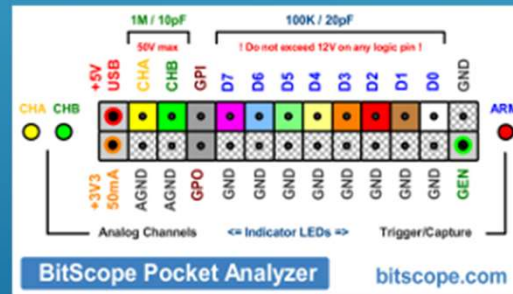 1M / 10pF 100K / 20pF
50V max ! Do not exceed 12V on any logic pin !
+5V USB CHA CHB GPI D7 D6 D5 D4 D3 D2 D1 D0 GND
CHA CHB ARM
+3V3 50mA AGND AGND GPO GND GND GND GND GND GND GND GND GEN
Analog Channels <= Indicator LEDs => Trigger/Capture
BitScope Pocket Analyzer bitscope.com